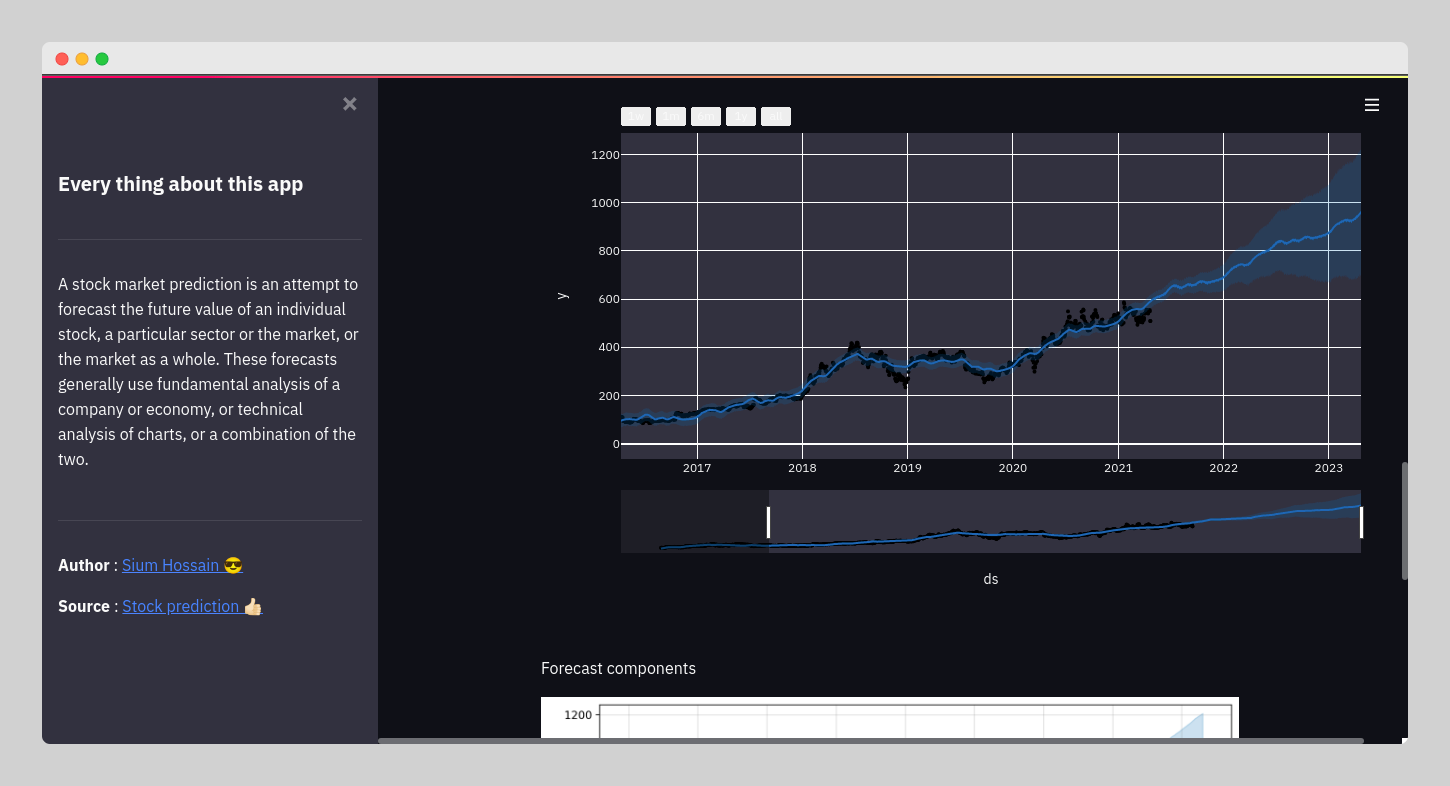 ×
Every thing about this app
A stock market prediction is an attempt to
forecast the future value of an individual
stock, a particular sector or the market, or
the market as a whole. These forecasts
generally use fundamental analysis of a
company or economy, or technical
analysis of charts, or a combination of the
two.
Author : Sium Hossain 😎
Source : Stock prediction 👍🏻
1w 1m 6m 1y all
1200
1000
800
600
400
200
0
y
2017 2018 2019 2020 2021 2022 2023
ds
Forecast components
1200